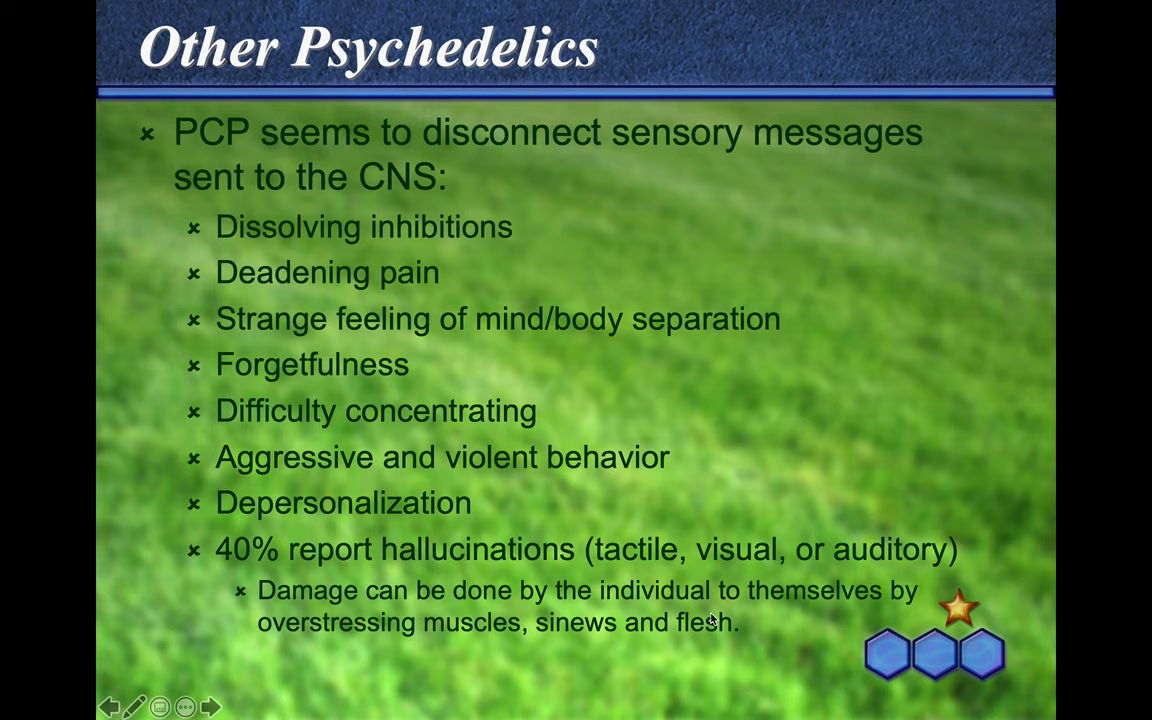 Other Psychedelics
PCP seems to disconnect sensory messages
sent to the CNS:
Dissolving inhibitions
Deadening pain
Strange feeling of mind/body separation
Forgetfulness
Difficulty concentrating
Aggressive and violent behavior
Depersonalization
40% report hallucinations (tactile, visual, or auditory)
Damage can be done by the individual to themselves by
overstressing muscles, sinews and flesh.